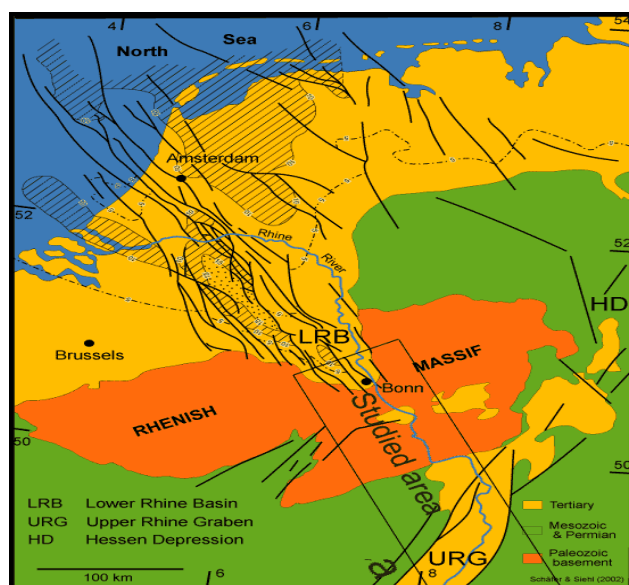 4
6
8
North Sea
Amsterdam
52
Rhine
River
52
HD
Brussels
LRB
MASSIF
Bonn
RHENISH
50
Studied area
50
LRB Lower Rhine Basin
URG Upper Rhine Graben
HD Hessen Depression
Tertiary
Mesozoic
& Permian
Paleozoic
basement
URG
a
100 km
6
8
Schäfer & Siehl (2002)